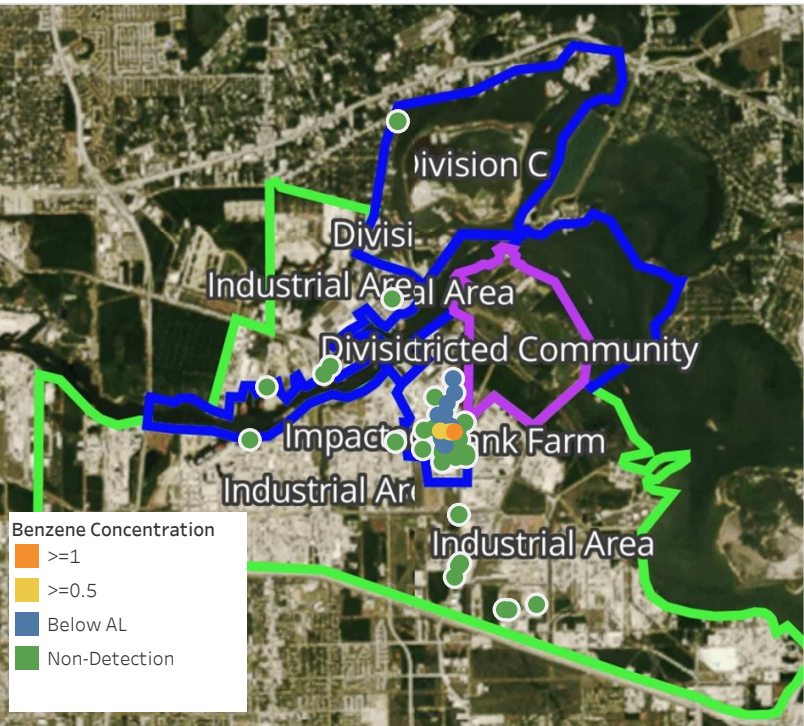 Division C
Divisi
Industrial Area
al Area
Divisi
tricted Community
Impact
ank Farm
Industrial Are
Industrial Area
Benzene Concentration
>=1
>=0.5
Below AL
Non-Detection